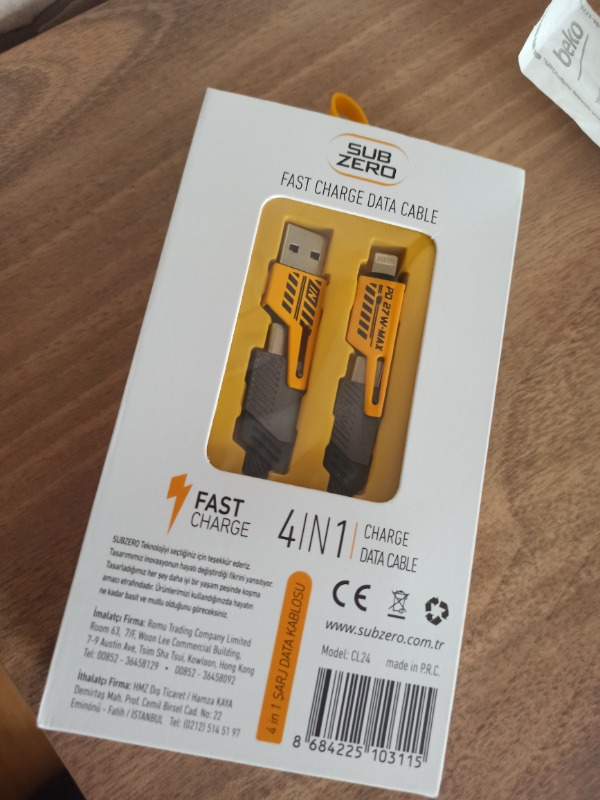 beko
SUB
ZERO
FAST CHARGE DATA CABLE
PD 27W-MAX
FAST
CHARGE
4IN1
CHARGE
DATA CABLE
SUBZERO Teknolojiyi seçtiğiniz için teşekkür ederiz.
Tasarımımız inovasyonun hayatı değiştirdiği fikrini yansıtıyor.
Tasarladığımız her şey daha iyi bir yaşam peşinde koşma
amacı etrafındadır. Ürünlerimizi kullandığınızda hayatın
ne kadar basit ve mutlu olduğunu göreceksiniz.
İmalatçı Firma: Romu Trading Company Limited
Room 63, 7/F, Woon Lee Commercial Building,
7-9 Austin Ave, Tsim Sha Tsui, Kowloon, Hong Kong
Tel: 00852 - 36458129 • 00852 - 36458092
İthalatçı Firma: HMZ Dış Ticaret / Hamza KAYA
Demirtaş Mah. Prof. Cemil Birsel Cad. No: 22
Eminönü - Fatih / İSTANBUL Tel: (0212) 514 51 97
4 in 1 ŞARJ DATA KABLOSU
CE
www.subzero.com.tr
Model: CL24 made in P.R.C.
8 684225 103115